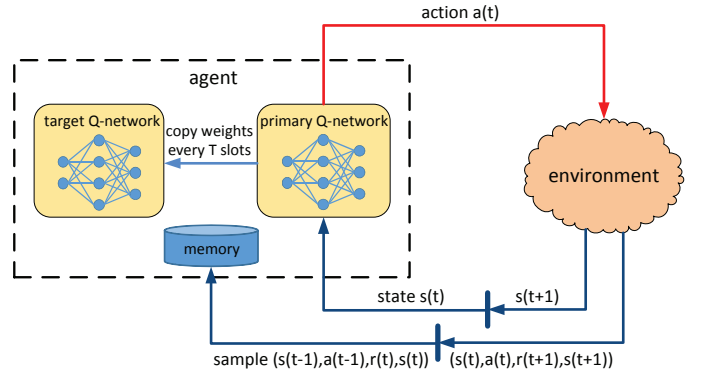 action a(t)
agent
target Q-network
copy weights
every T slots
primary Q-network
environment
memory
state s(t)
s(t+1)
sample (s(t-1),a(t-1),r(t),s(t))
(s(t),a(t),r(t+1),s(t+1))